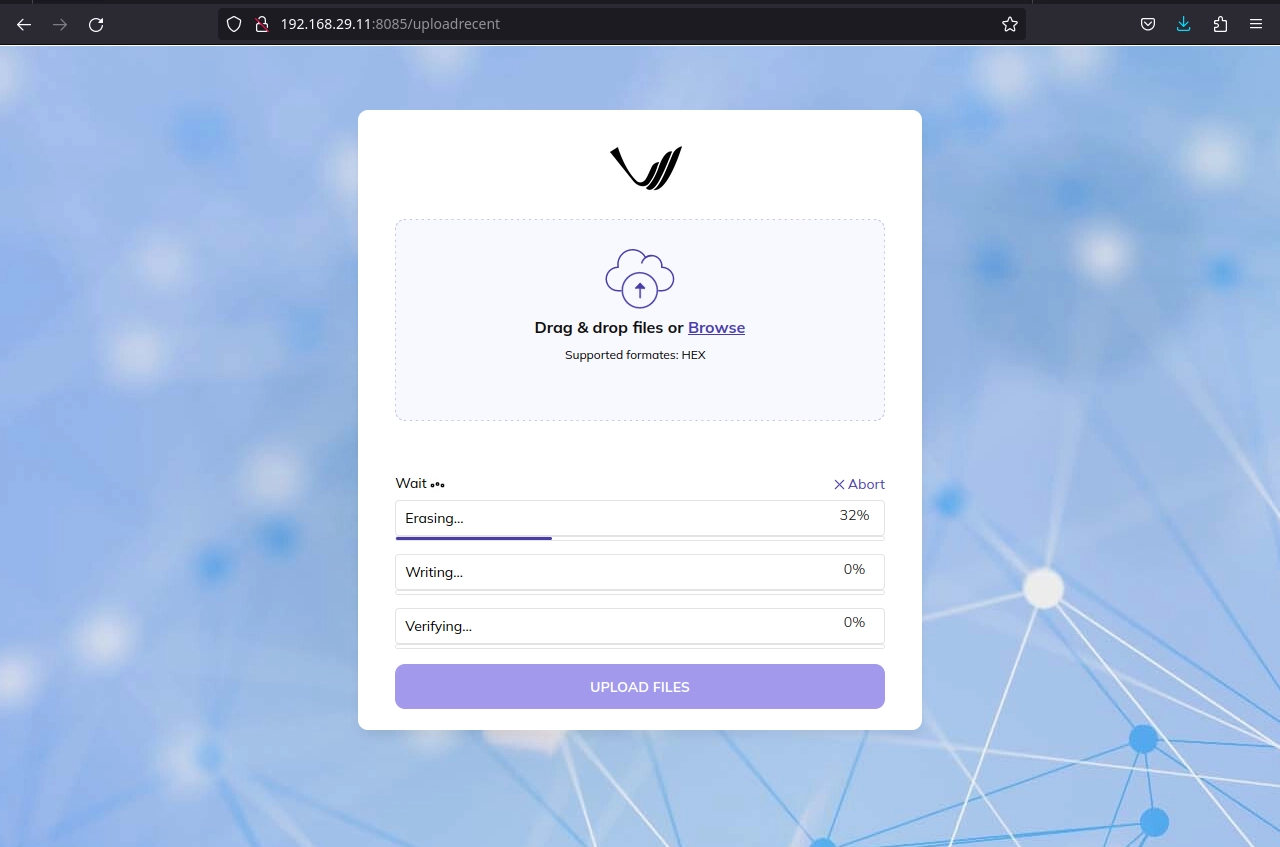 192.168.29.11:8085/uploadrecent
Drag & drop files or Browse
Supported formates: HEX
Wait
Abort
Erasing... 32%
Writing... 0%
Verifying... 0%
UPLOAD FILES